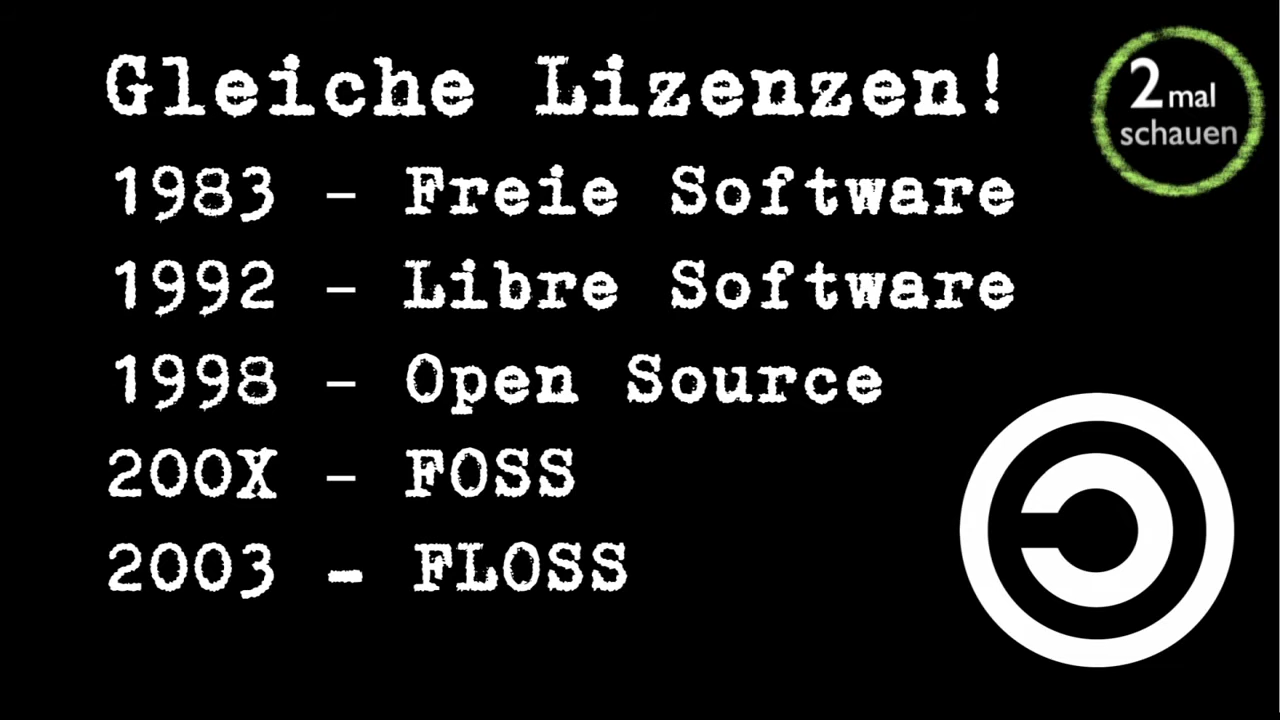 Gleiche Lizenzen!
2mal
schauen
1983 – Freie Software
1992 – Libre Software
1998 – Open Source
200X – FOSS
2003 – FLOSS